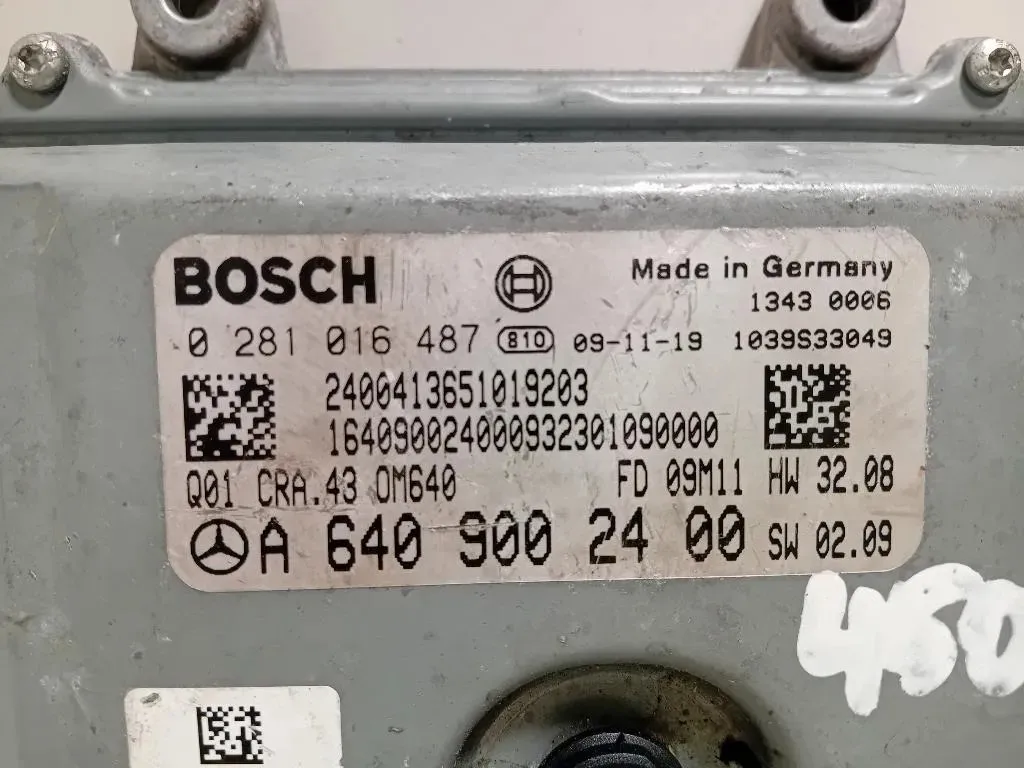 BOSCH
Made in Germany
1343 0006
0 281 016 487 810 09-11-19 1039S33049
2400413651019203
164090024000932301090000
Q01 CRA.43 OM640 FD 09M11 HW 32.08
A 640 900 24 00 SW 02.09
450